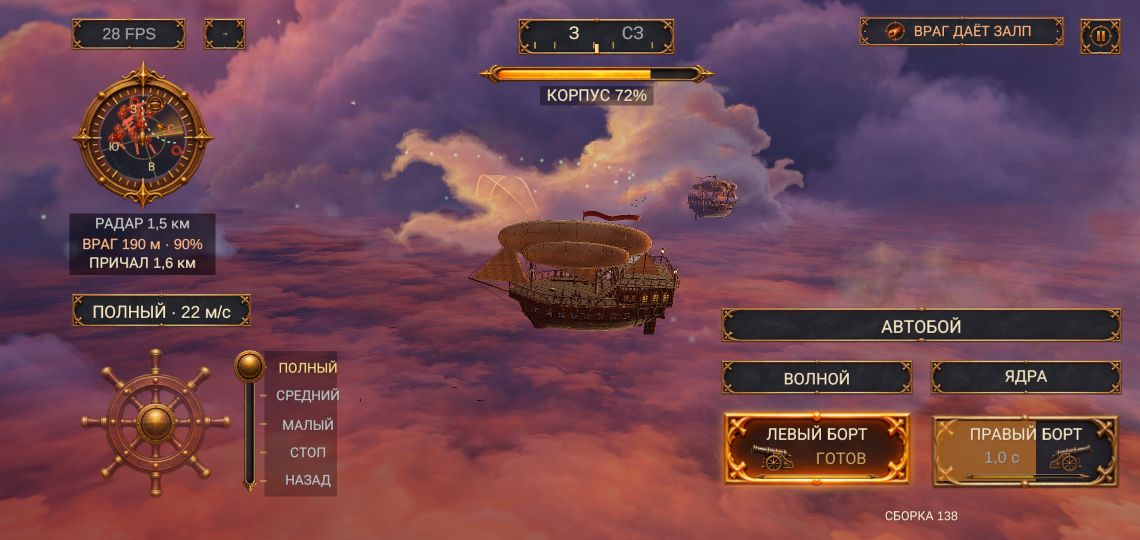 28 FPS
З СЗ
ВРАГ ДАЁТ ЗАЛП
КОРПУС 72%
З
С
Ю
В
РАДАР 1,5 км
ВРАГ 190 м · 90%
ПРИЧАЛ 1,6 км
ПОЛНЫЙ · 22 м/с
ПОЛНЫЙ
СРЕДНИЙ
МАЛЫЙ
СТОП
НАЗАД
АВТОБОЙ
ВОЛНОЙ
ЯДРА
ЛЕВЫЙ БОРТ
ГОТОВ
ПРАВЫЙ БОРТ
1,0 с
СБОРКА 138